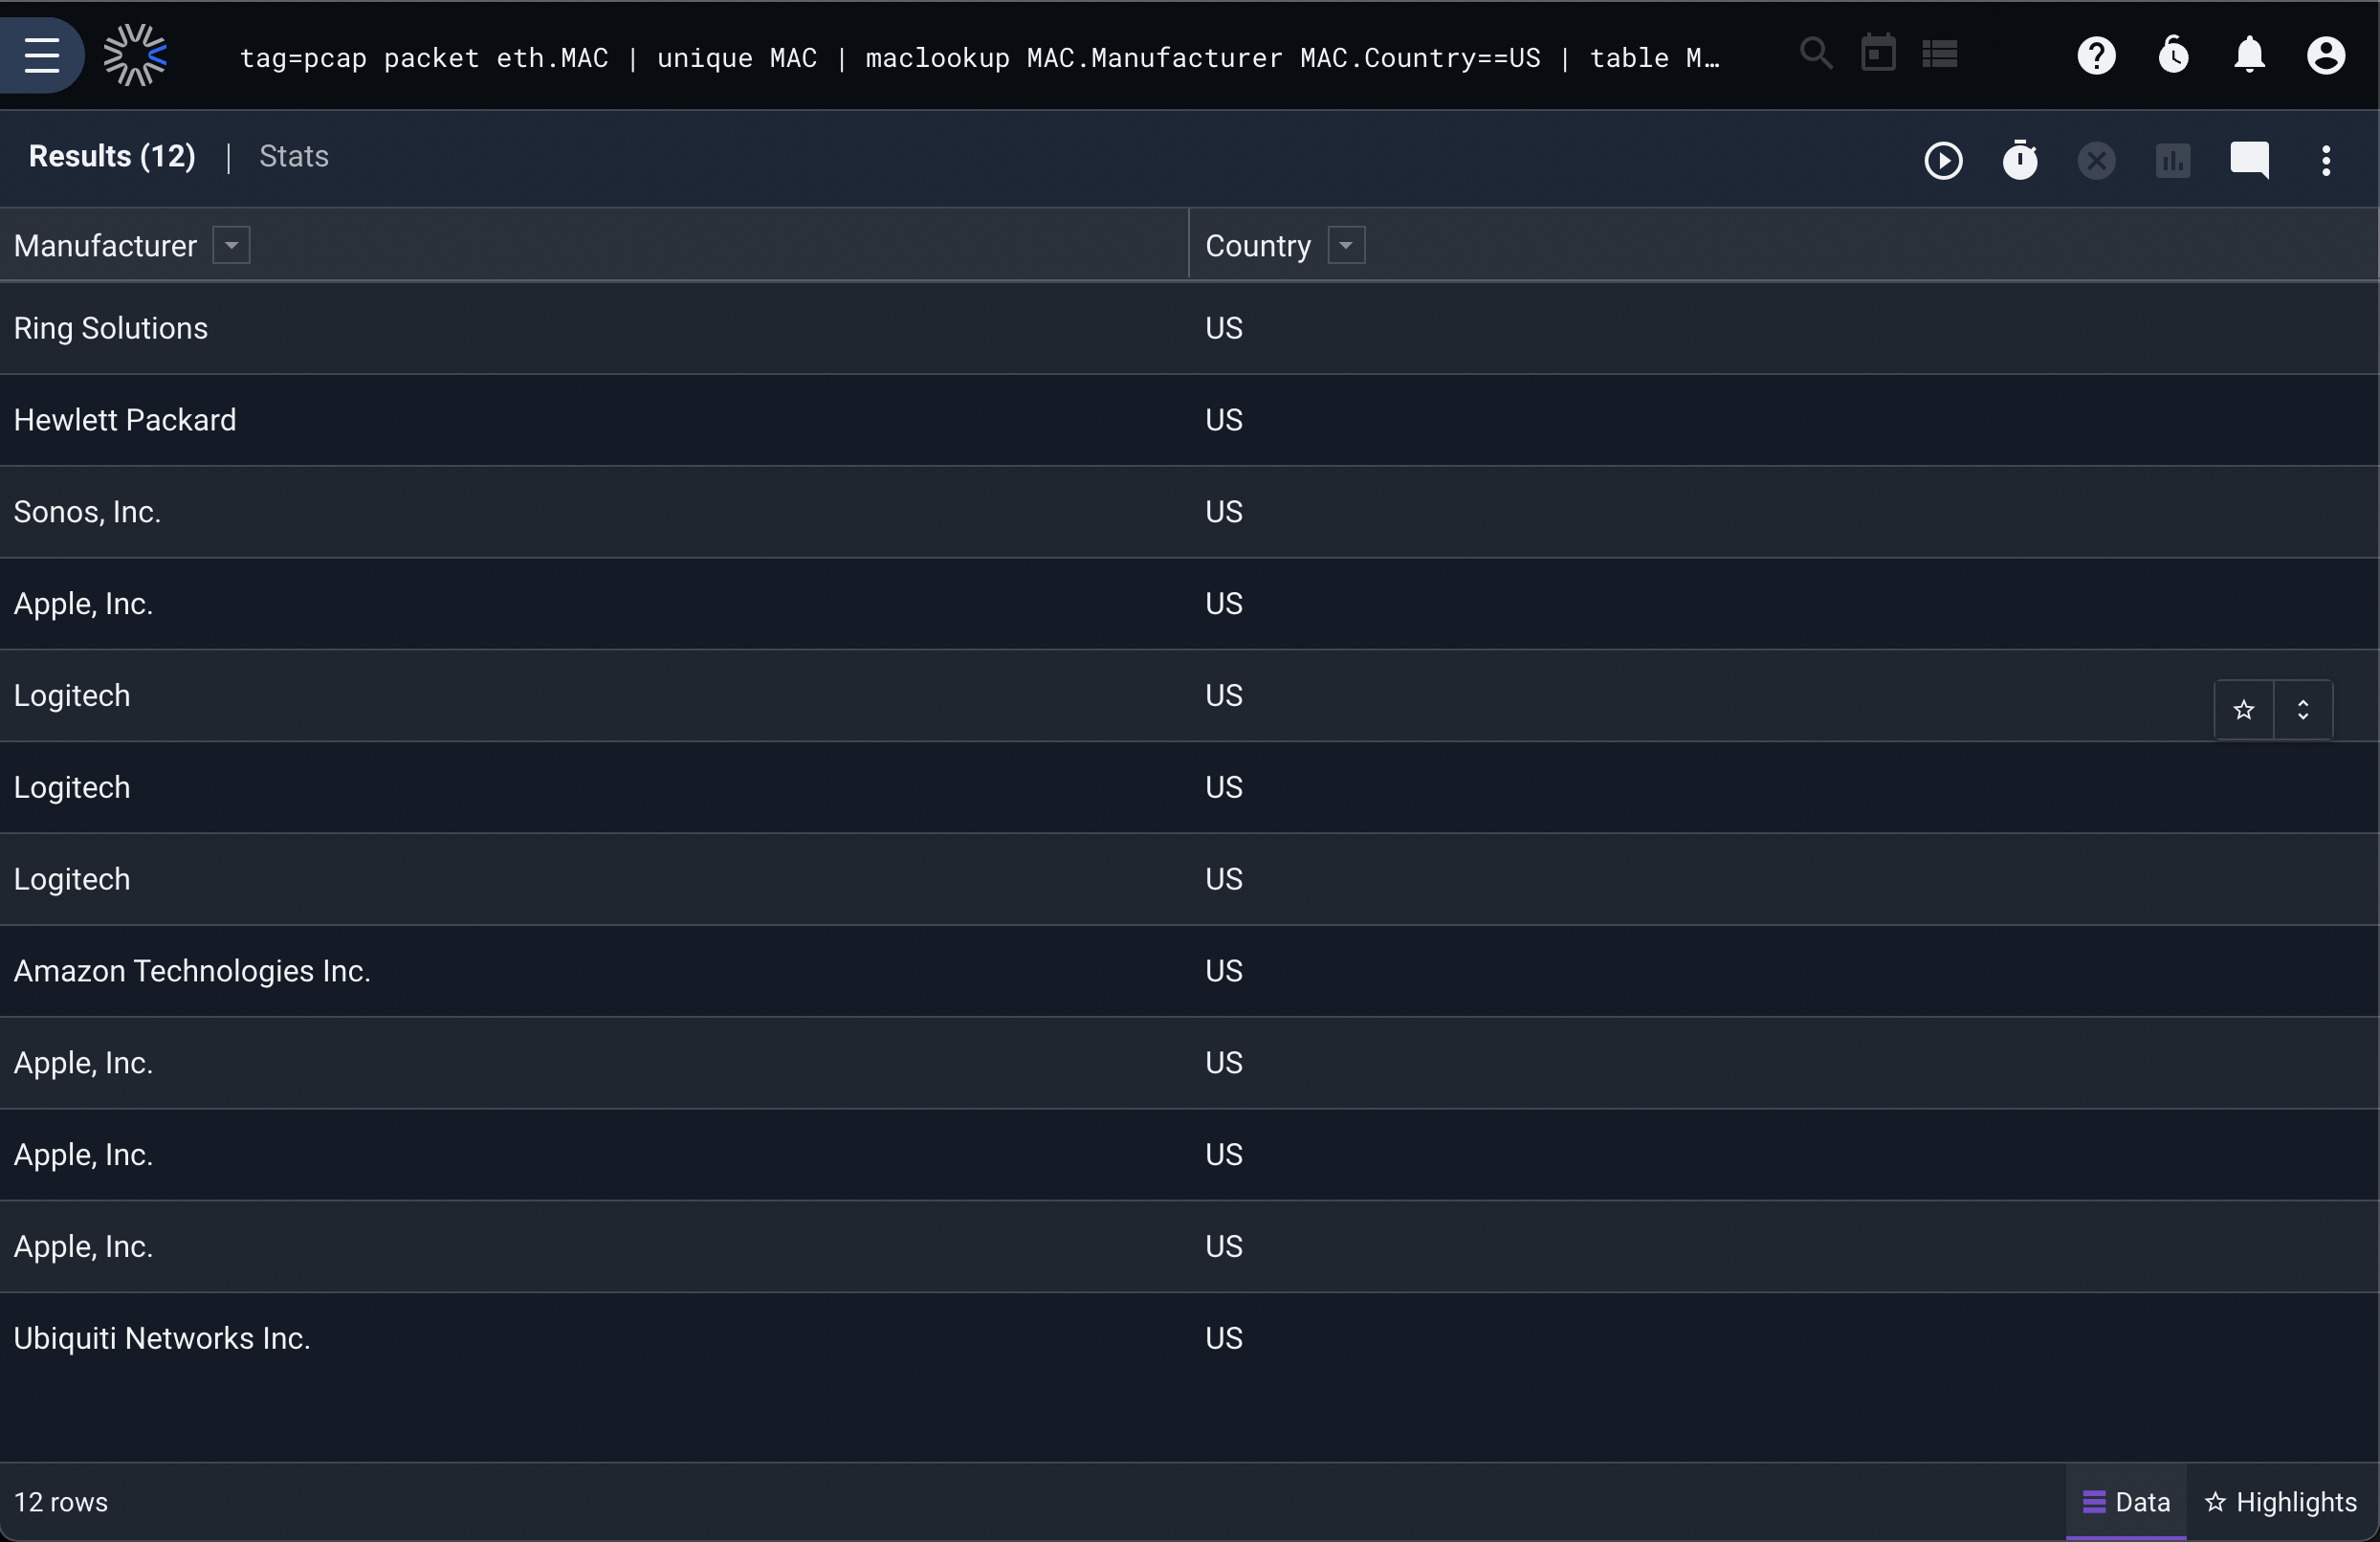 tag=pcap packet eth.MAC | unique MAC | maclookup MAC.Manufacturer MAC.Country==US | table M…
Results (12) | Stats
Manufacturer Country
Ring Solutions US
Hewlett Packard US
Sonos, Inc. US
Apple, Inc. US
Logitech US
Logitech US
Logitech US
Amazon Technologies Inc. US
Apple, Inc. US
Apple, Inc. US
Apple, Inc. US
Ubiquiti Networks Inc. US
12 rows Data Highlights